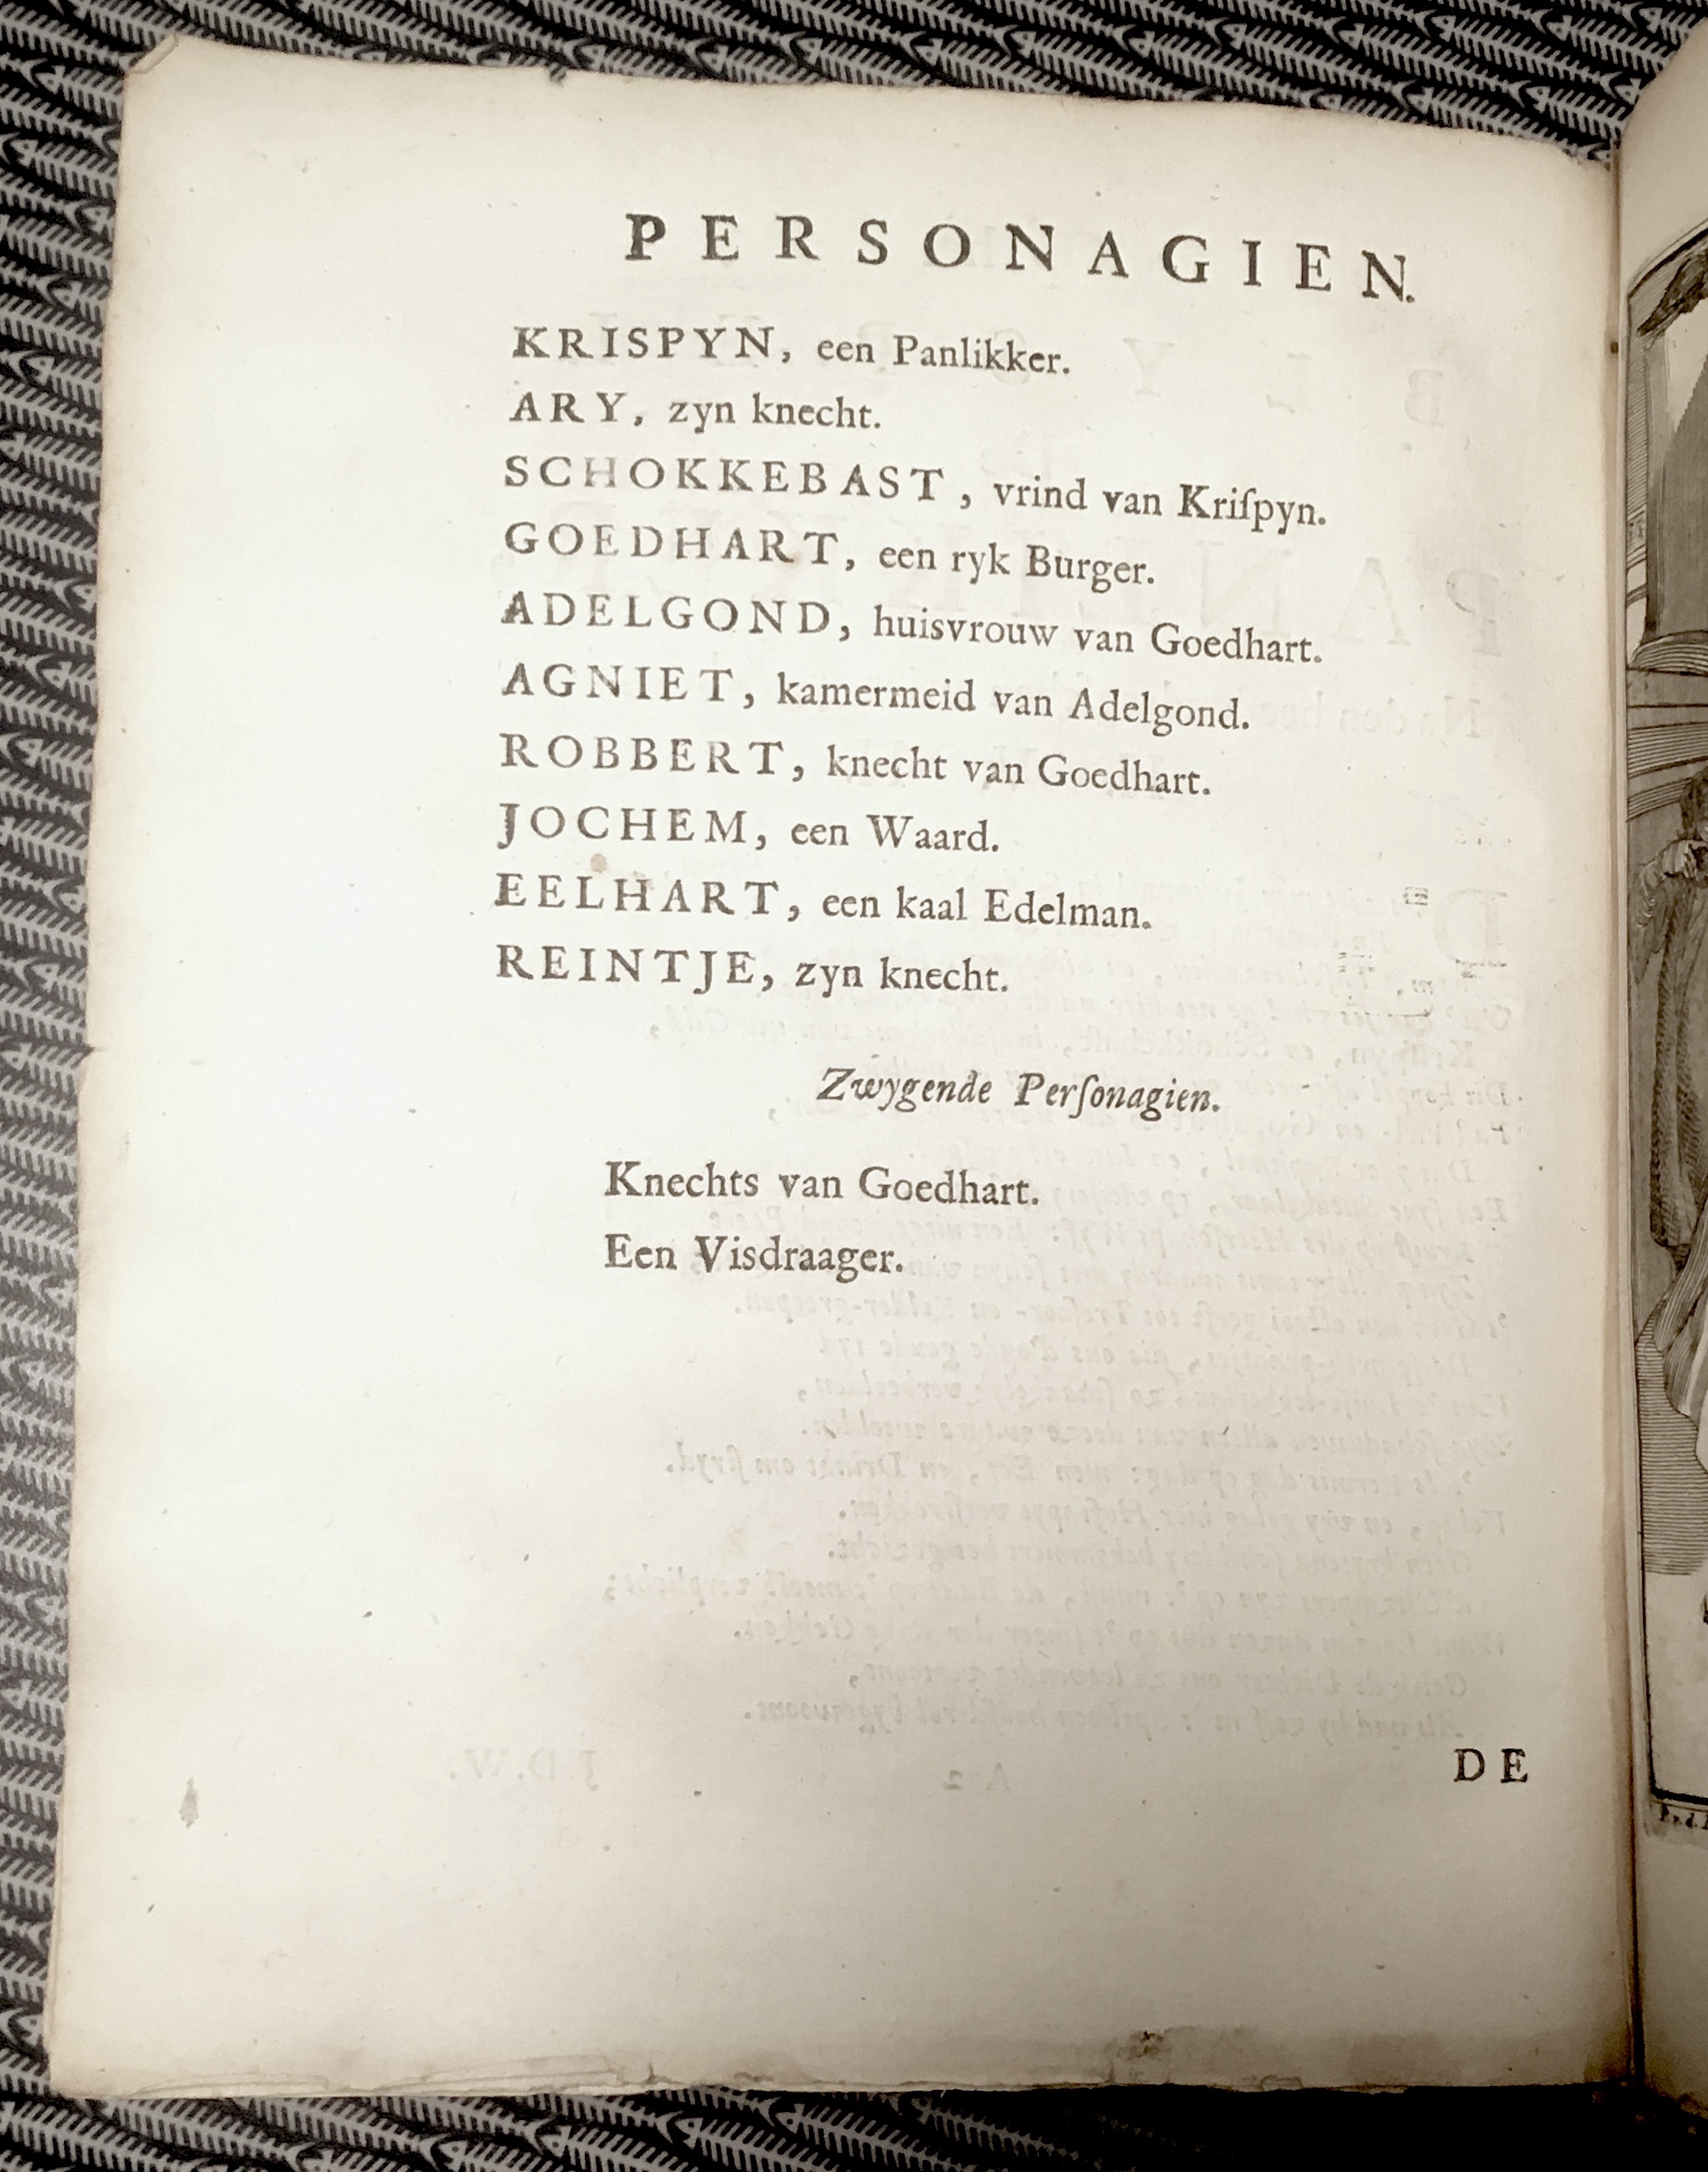 PERSONAGIEN.
KRISPYN, een Panlikker.
ARY, zyn knecht.
SCHOKKEBAST, vrind van Kriſpyn.
GOEDHART, een ryk Burger.
ADELGOND, huisvrouw van Goedhart.
AGNIET, kamermeid van Adelgond.
ROBBERT, knecht van Goedhart.
JOCHEM, een Waard.
EELHART, een kaal Edelman.
REINTJE, zyn knecht.
Zwygende Perſonagien.
Knechts van Goedhart.
Een Visdraager.
DE